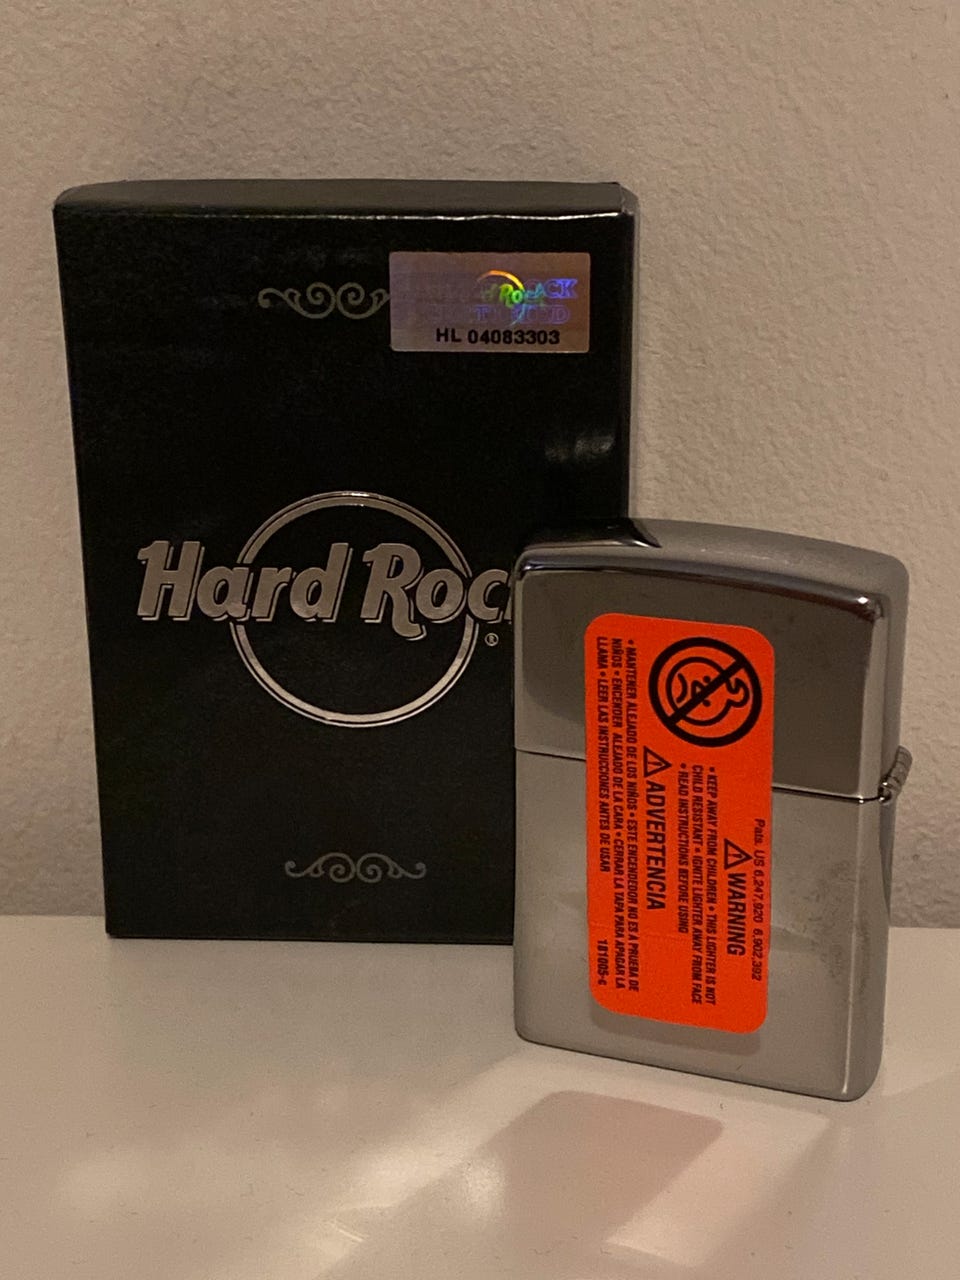 Hard Rock
HL 04083303
Hard Roc
®
Pats. US 6,247,920 6,902,392
WARNING
• KEEP AWAY FROM CHILDREN • THIS LIGHTER IS NOT
CHILD RESISTANT • IGNITE LIGHTER AWAY FROM FACE
• READ INSTRUCTIONS BEFORE USING
ADVERTENCIA
• MANTENER ALEJADO DE LOS NIÑOS • ESTE ENCENDEDOR NO ES A PRUEBA DE
NIÑOS • ENCENDER ALEJADO DE LA CARA • CERRAR LA TAPA PARA APAGAR LA
LLAMA • LEER LAS INSTRUCCIONES ANTES DE USAR
181005-c